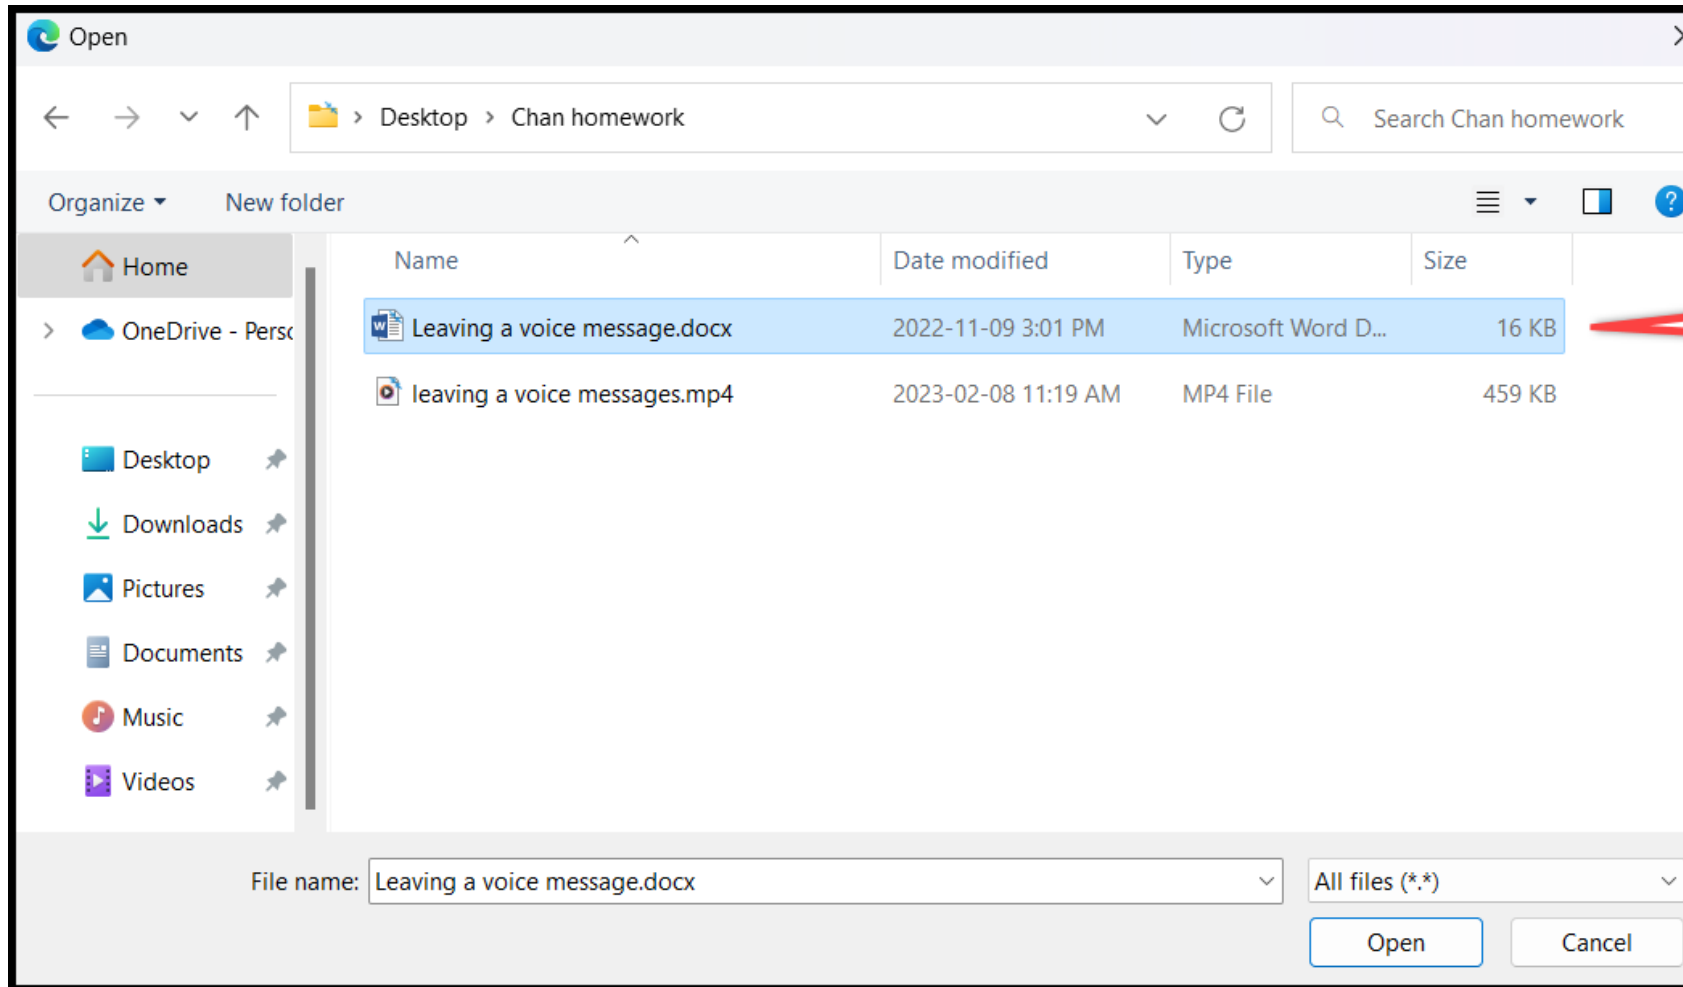 Open
Desktop > Chan homework
Search Chan homework
Organize
New folder
Name
Date modified
Type
Size
Home
OneDrive - Persc
Leaving a voice message.docx
2022-11-09 3:01 PM
Microsoft Word D...
16 KB
leaving a voice messages.mp4
2023-02-08 11:19 AM
MP4 File
459 KB
Desktop
Downloads
Pictures
Documents
Music
Videos
File name:
Leaving a voice message.docx
All files (*.*)
Open
Cancel